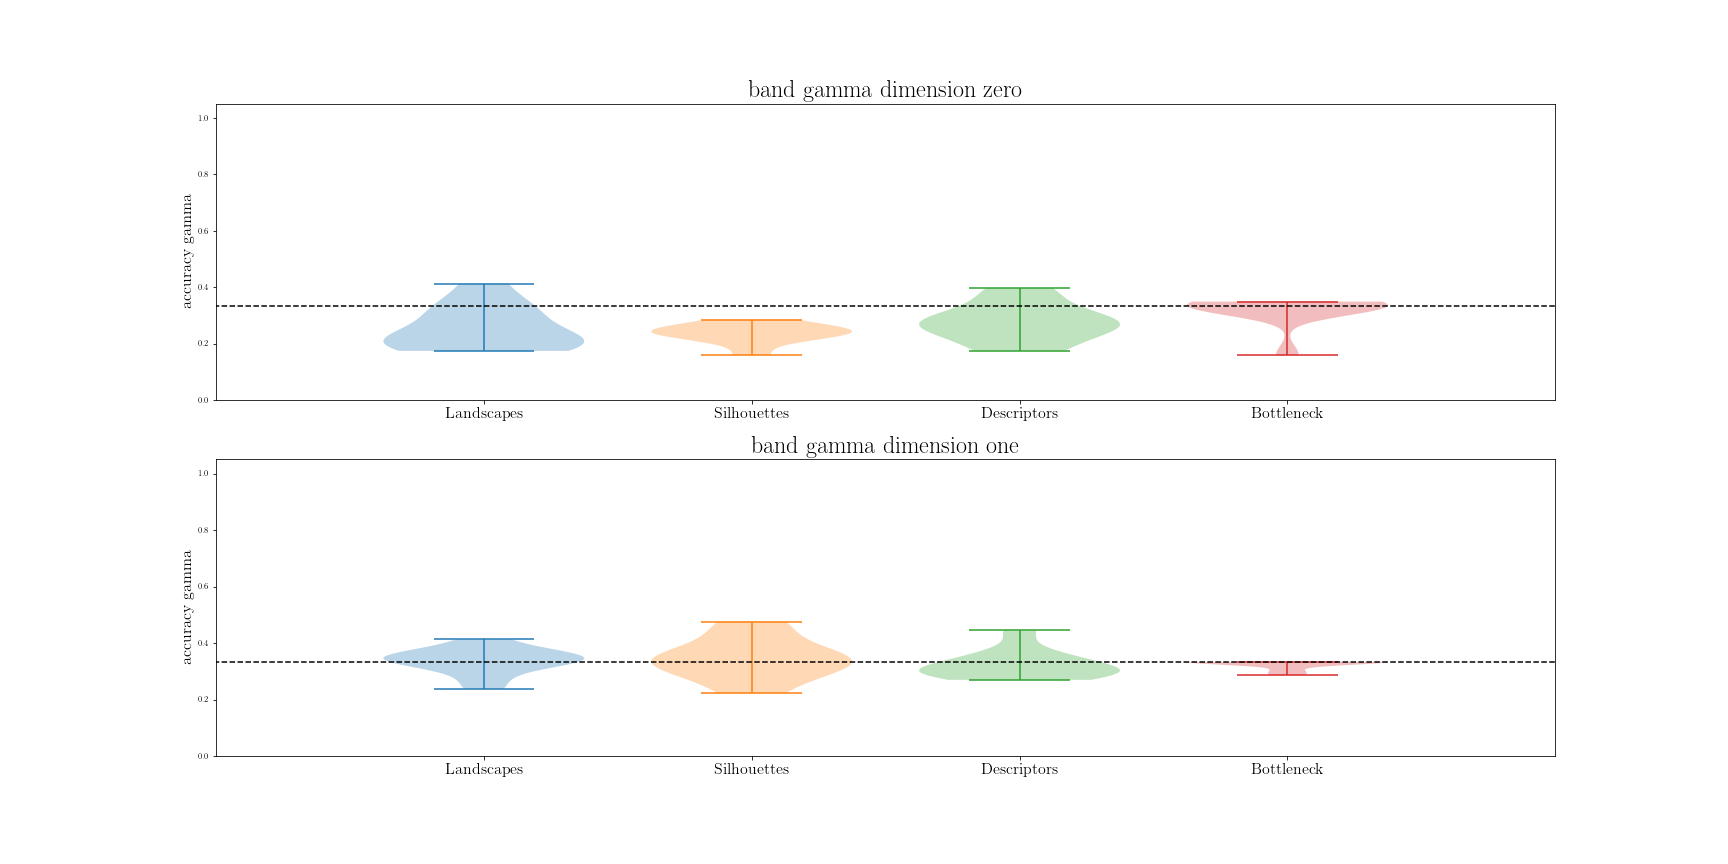 band gamma dimension zero
accuracy gamma
1.0
0.8
0.6
0.4
0.2
0.0
Landscapes Silhouettes Descriptors Bottleneck
band gamma dimension one
accuracy gamma
1.0
0.8
0.6
0.4
0.2
0.0
Landscapes Silhouettes Descriptors Bottleneck